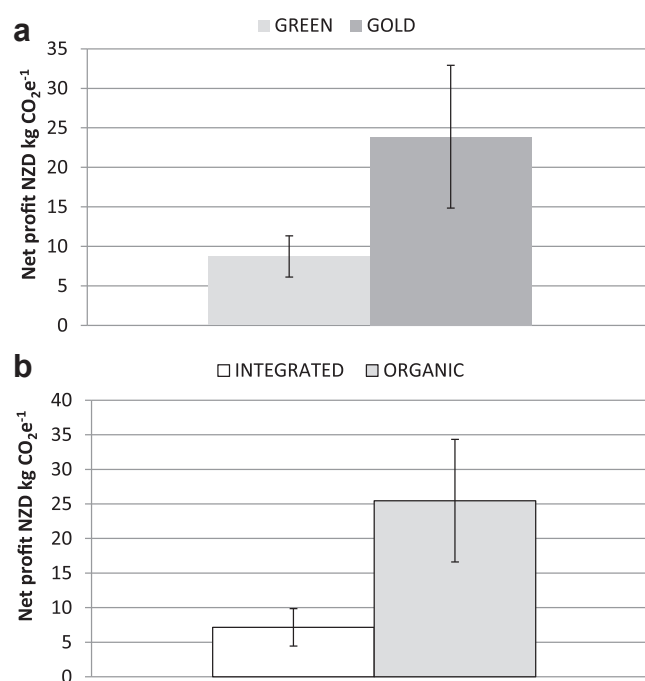 a
GREEN GOLD
Net profit NZD kg CO₂e⁻¹
35
30
25
20
15
10
5
0
b
INTEGRATED ORGANIC
Net profit NZD kg CO₂e⁻¹
40
35
30
25
20
15
10
5
0